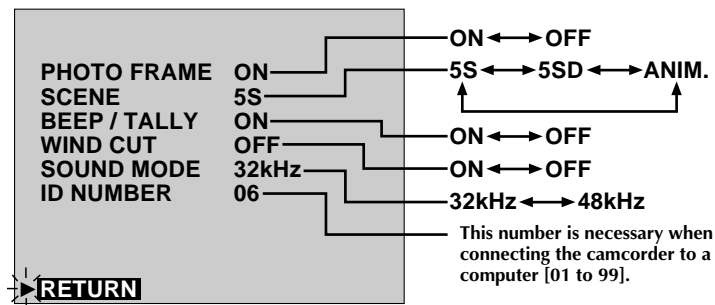 PHOTO FRAME ON
SCENE 5S
BEEP / TALLY ON
WIND CUT OFF
SOUND MODE 32kHz
ID NUMBER 06
RETURN
ON OFF
5S 5SD ANIM.
ON OFF
ON OFF
32kHz 48kHz
This number is necessary when
connecting the camcorder to a
computer [01 to 99].